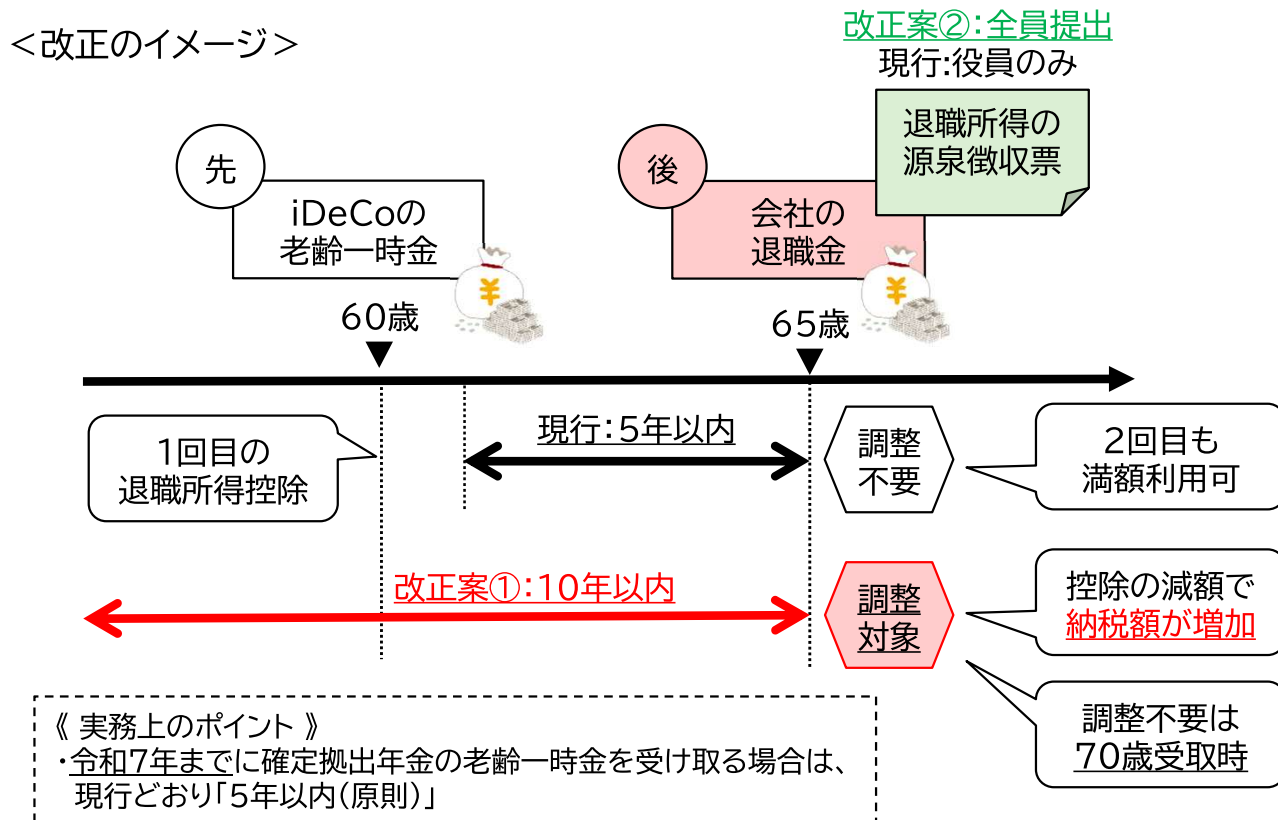 <改正のイメージ>
改正案②:全員提出
現行:役員のみ
退職所得の
源泉徴収票
先
iDeCoの
老齢一時金
後
会社の
退職金
¥
¥
60歳
65歳
1回目の
退職所得控除
現行:5年以内
調整
不要
2回目も
満額利用可
改正案①:10年以内
調整
対象
控除の減額で
納税額が増加
調整不要は
70歳受取時
《 実務上のポイント 》
・令和7年までに確定拠出年金の老齢一時金を受け取る場合は、
現行どおり「5年以内(原則)」